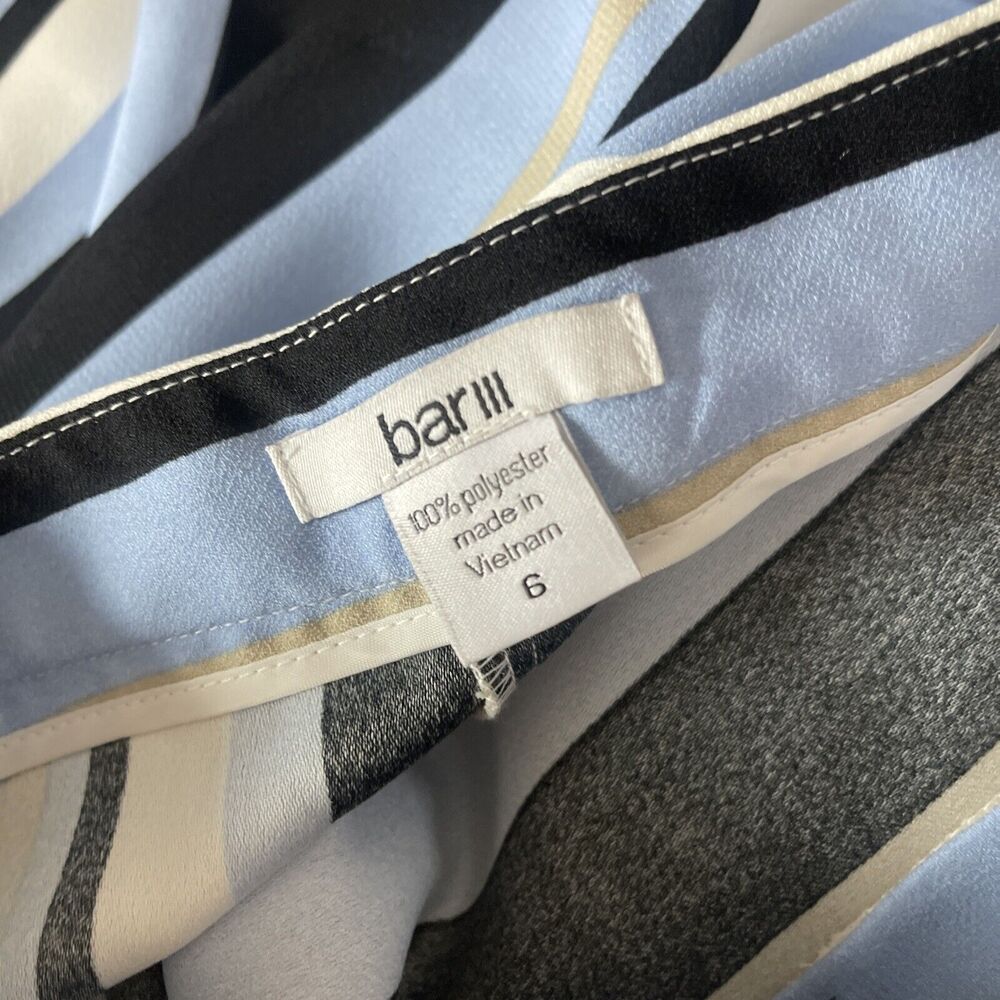 bar III
100% polyester
made in
Vietnam
6